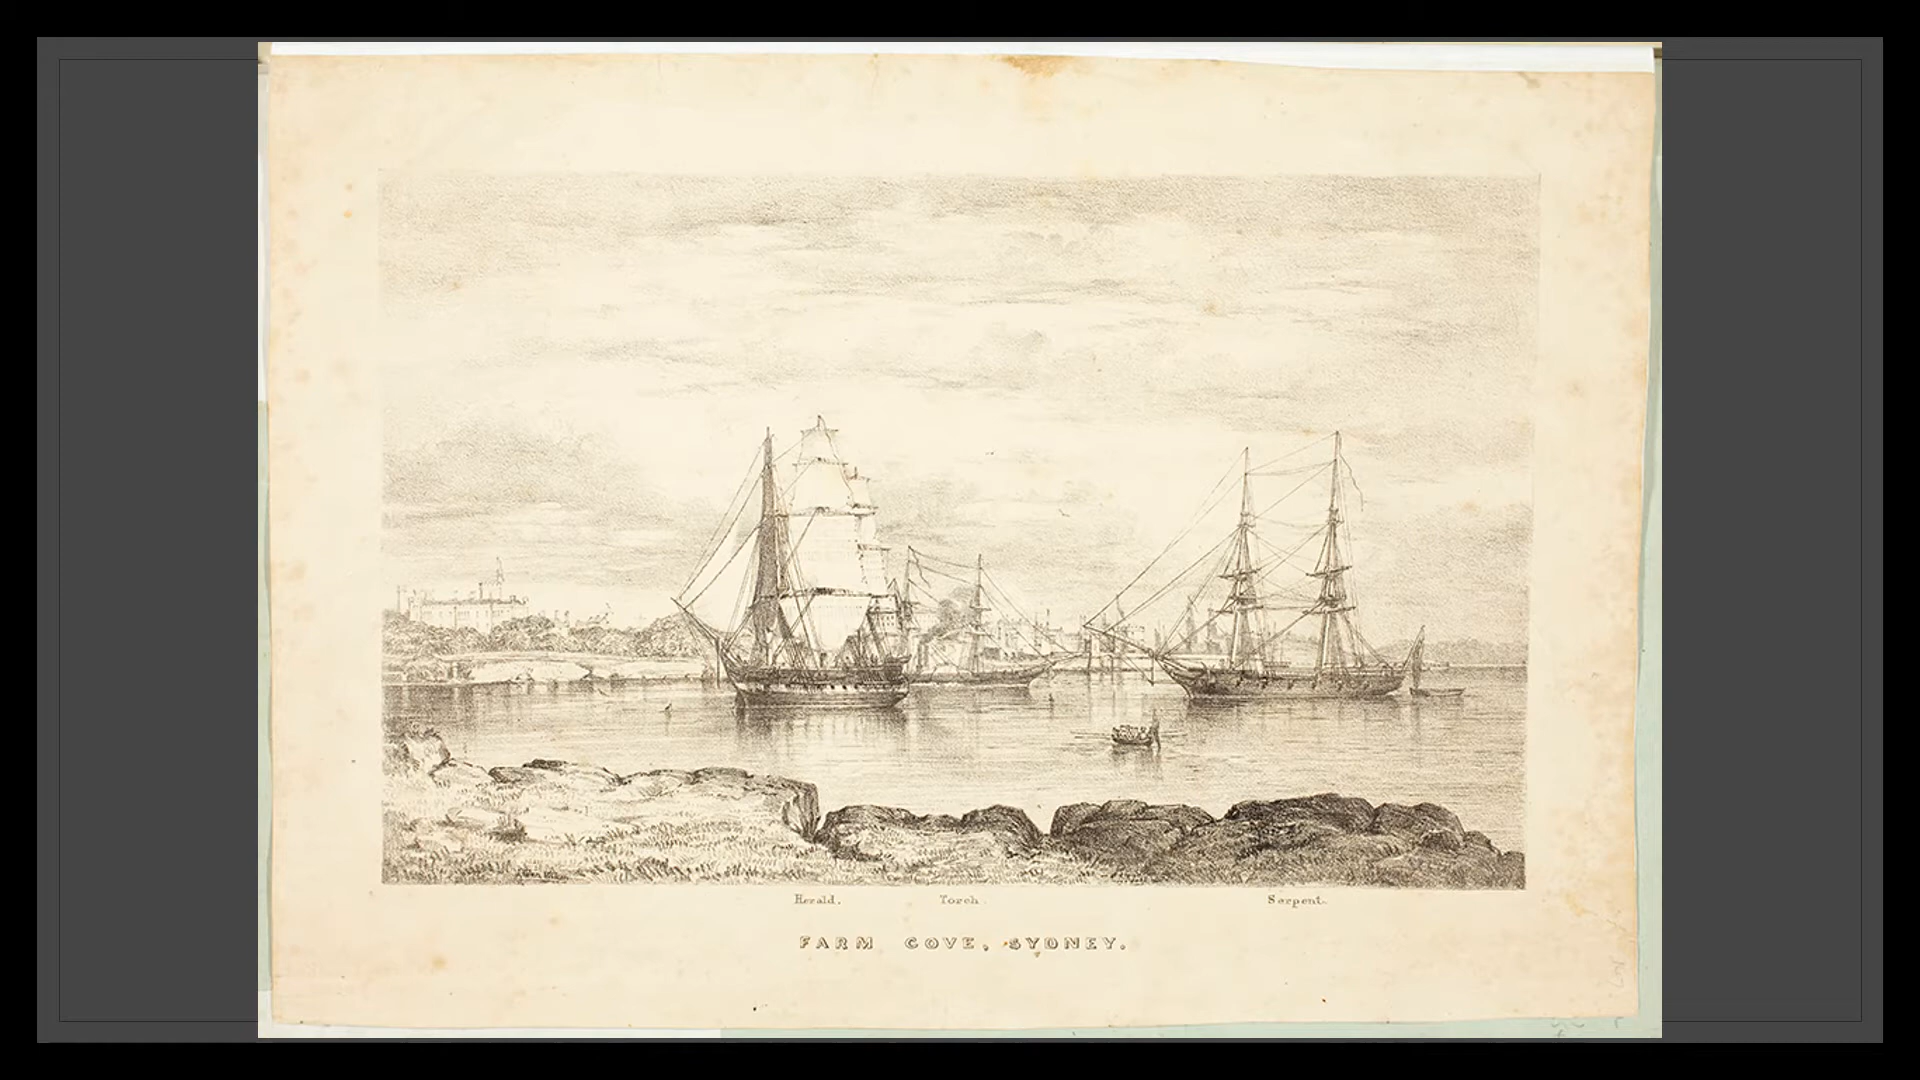 Herald. Torch. Serpent.
FARM COVE, SYDNEY.